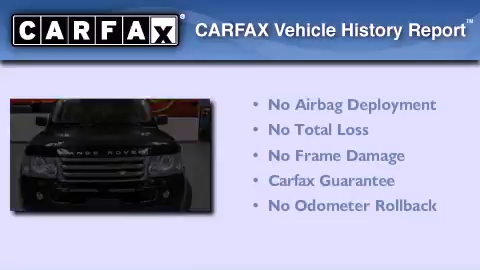 CARFAX®
CARFAX Vehicle History Report™
RANGE ROVER
• No Airbag Deployment
• No Total Loss
• No Frame Damage
• Carfax Guarantee
• No Odometer Rollback